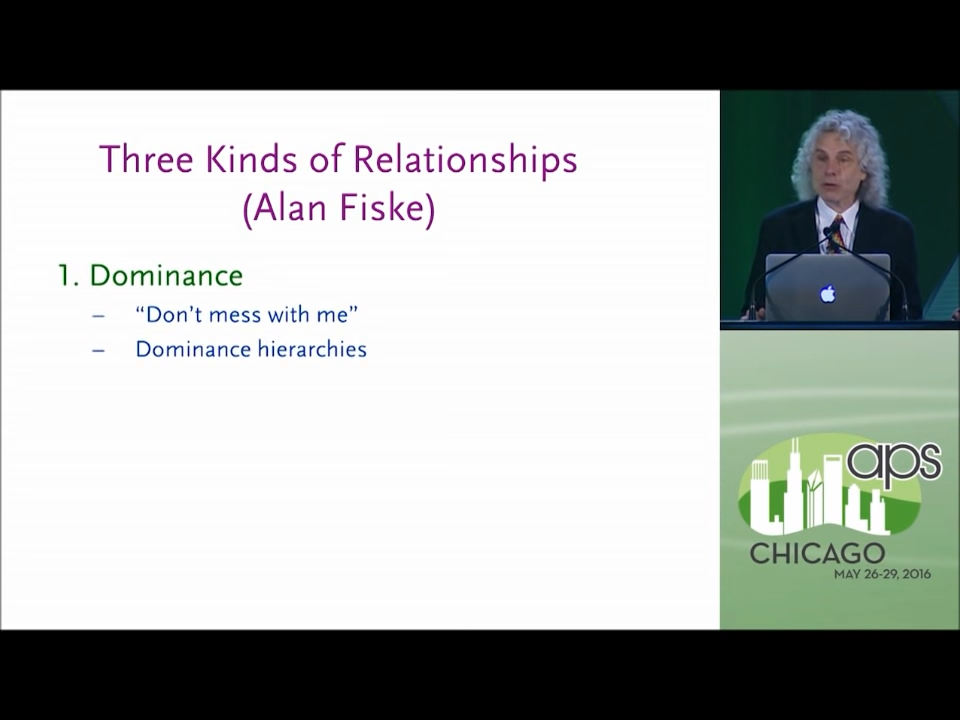 Three Kinds of Relationships
(Alan Fiske)
1. Dominance
– “Don’t mess with me”
– Dominance hierarchies
aps
CHICAGO
MAY 26-29, 2016